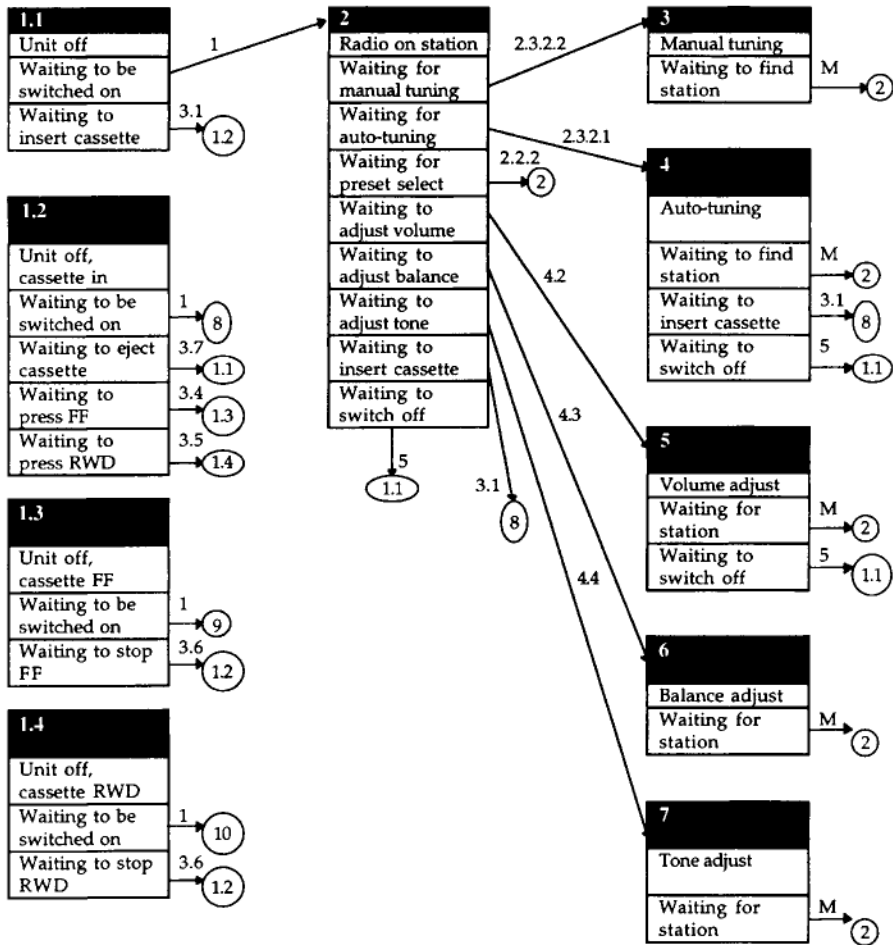 1.1
Unit off
Waiting to be
switched on
1
Waiting to
insert cassette
3.1
1.2
1.2
Unit off,
cassette in
Waiting to be
switched on
1
8
Waiting to eject
cassette
3.7
1.1
Waiting to
press FF
3.4
1.3
Waiting to
press RWD
3.5
1.4
1.3
Unit off,
cassette FF
Waiting to be
switched on
1
9
Waiting to stop
FF
3.6
1.2
1.4
Unit off,
cassette RWD
Waiting to be
switched on
1
10
Waiting to stop
RWD
3.6
1.2
2
Radio on station
Waiting for
manual tuning
2.3.2.2
Waiting for
auto-tuning
2.3.2.1
Waiting for
preset select
2.2.2
2
Waiting to
adjust volume
4.2
Waiting to
adjust balance
4.3
Waiting to
adjust tone
4.4
Waiting to
insert cassette
3.1
8
Waiting to
switch off
5
1.1
3
Manual tuning
Waiting to find
station
M
2
4
Auto-tuning
Waiting to find
station
M
2
Waiting to
insert cassette
3.1
8
Waiting to
switch off
5
1.1
5
Volume adjust
Waiting for
station
M
2
Waiting to
switch off
5
1.1
6
Balance adjust
Waiting for
station
M
2
7
Tone adjust
Waiting for
station
M
2